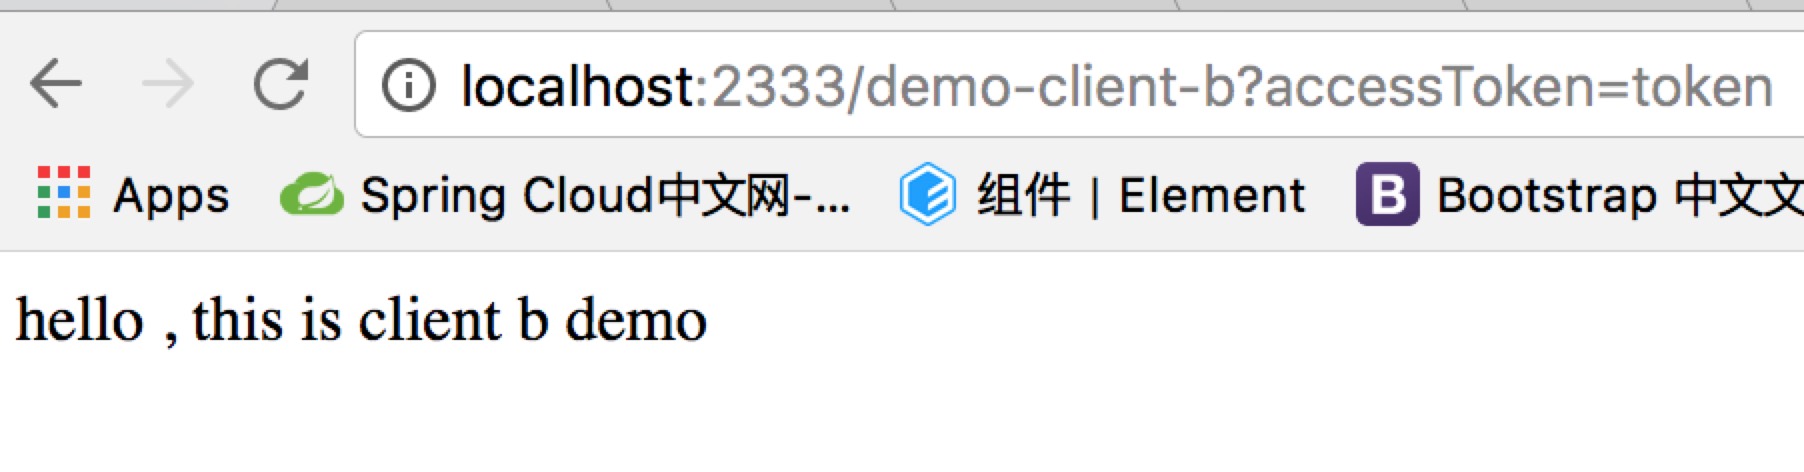 localhost:2333/demo-client-b?accessToken=token
Apps Spring Cloud中文网-... 组件 | Element B Bootstrap 中文文
hello , this is client b demo